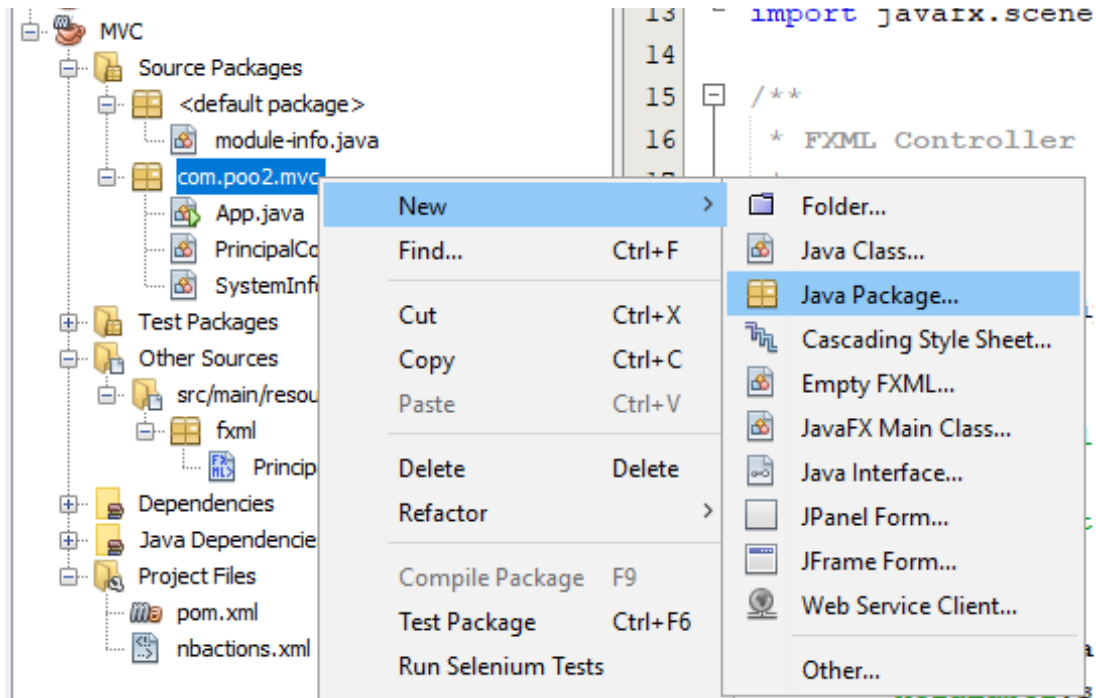 MVC
Source Packages
<default package>
module-info.java
com.poo2.mvc
App.java
PrincipalCo
SystemInf
Test Packages
Other Sources
src/main/resou
fxml
Princip
Dependencies
Java Dependencie
Project Files
pom.xml
nbactions.xml
New
Find... Ctrl+F
Cut Ctrl+X
Copy Ctrl+C
Paste Ctrl+V
Delete Delete
Refactor
Compile Package F9
Test Package Ctrl+F6
Run Selenium Tests
Folder...
Java Class...
Java Package...
Cascading Style Sheet...
Empty FXML...
JavaFX Main Class...
Java Interface...
JPanel Form...
JFrame Form...
Web Service Client...
Other...
13 import javafx.scene
14
15 /**
16 * FXML Controller
17